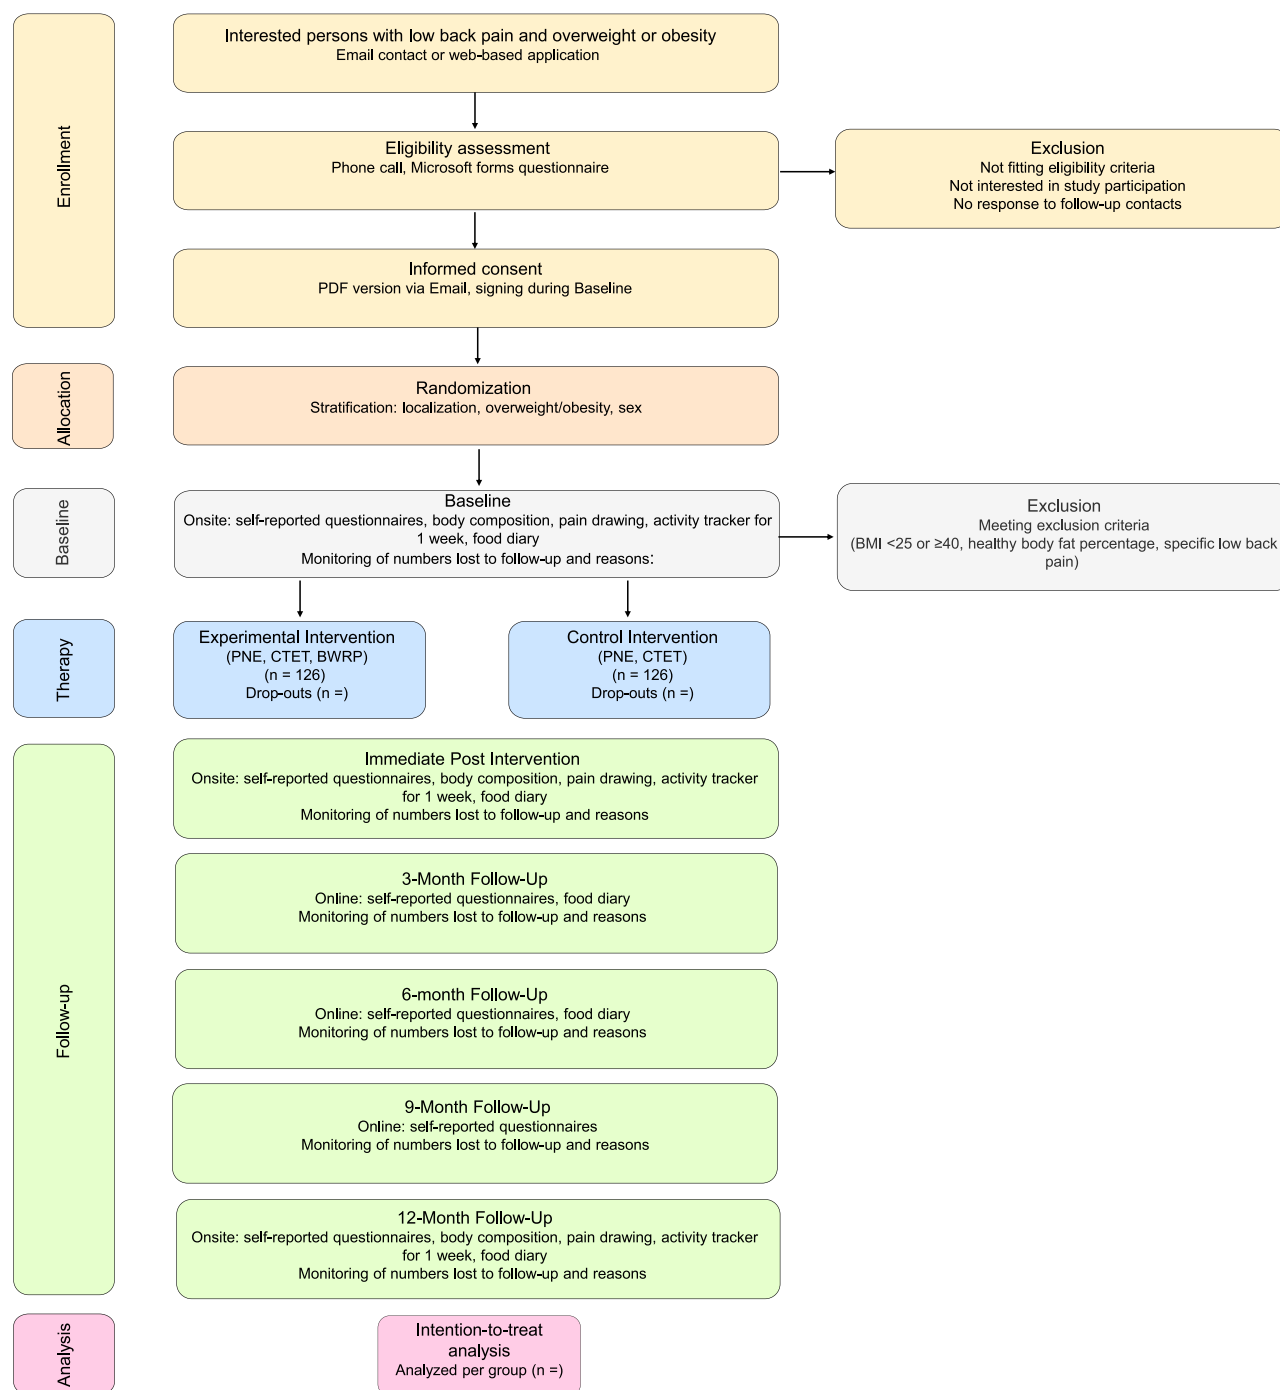 Enrollment
Interested persons with low back pain and overweight or obesity
Email contact or web-based application
Eligibility assessment
Phone call, Microsoft forms questionnaire
Exclusion
Not fitting eligibility criteria
Not interested in study participation
No response to follow-up contacts
Informed consent
PDF version via Email, signing during Baseline
Allocation
Randomization
Stratification: localization, overweight/obesity, sex
Baseline
Baseline
Onsite: self-reported questionnaires, body composition, pain drawing, activity tracker for
1 week, food diary
Monitoring of numbers lost to follow-up and reasons:
Exclusion
Meeting exclusion criteria
(BMI <25 or ≥40, healthy body fat percentage, specific low back
pain)
Therapy
Experimental Intervention
(PNE, CTET, BWRP)
(n = 126)
Drop-outs (n =)
Control Intervention
(PNE, CTET)
(n = 126)
Drop-outs (n =)
Follow-up
Immediate Post Intervention
Onsite: self-reported questionnaires, body composition, pain drawing, activity tracker
for 1 week, food diary
Monitoring of numbers lost to follow-up and reasons
3-Month Follow-Up
Online: self-reported questionnaires, food diary
Monitoring of numbers lost to follow-up and reasons
6-month Follow-Up
Online: self-reported questionnaires, food diary
Monitoring of numbers lost to follow-up and reasons
9-Month Follow-Up
Online: self-reported questionnaires
Monitoring of numbers lost to follow-up and reasons
12-Month Follow-Up
Onsite: self-reported questionnaires, body composition, pain drawing, activity tracker
for 1 week, food diary
Monitoring of numbers lost to follow-up and reasons
Analysis
Intention-to-treat
analysis
Analyzed per group (n =)